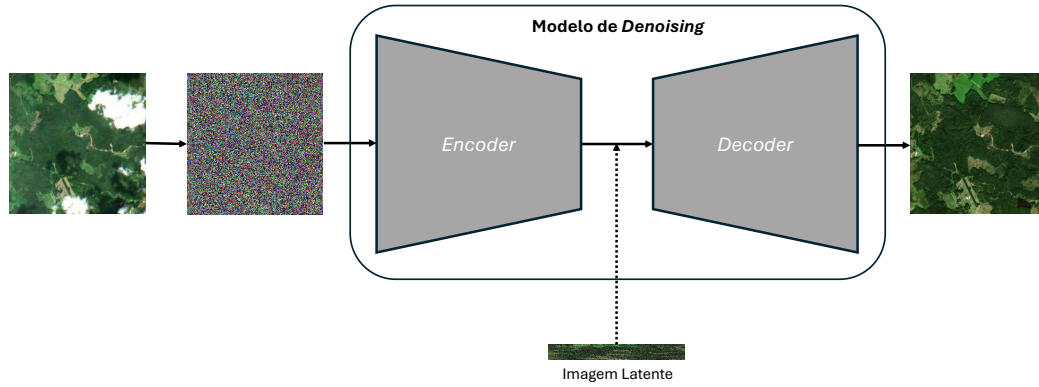 Modelo de Denoising
Encoder
Decoder
Imagem Latente